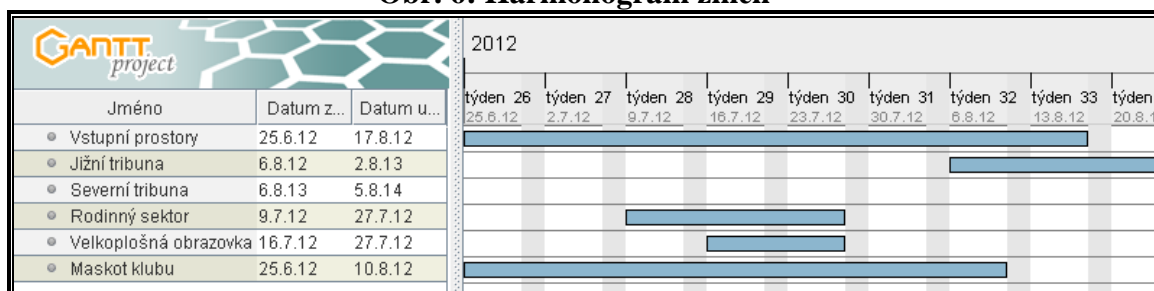 Obr. 6: Harmonogram změn
GANTT project
2012
Jméno Datum z... Datum u...
týden 26 týden 27 týden 28 týden 29 týden 30 týden 31 týden 32 týden 33 týden
25.6.12 2.7.12 9.7.12 16.7.12 23.7.12 30.7.12 6.8.12 13.8.12 20.8.1
Vstupní prostory 25.6.12 17.8.12
Jižní tribuna 6.8.12 2.8.13
Severní tribuna 6.8.13 5.8.14
Rodinný sektor 9.7.12 27.7.12
Velkoplošná obrazovka 16.7.12 27.7.12
Maskot klubu 25.6.12 10.8.12